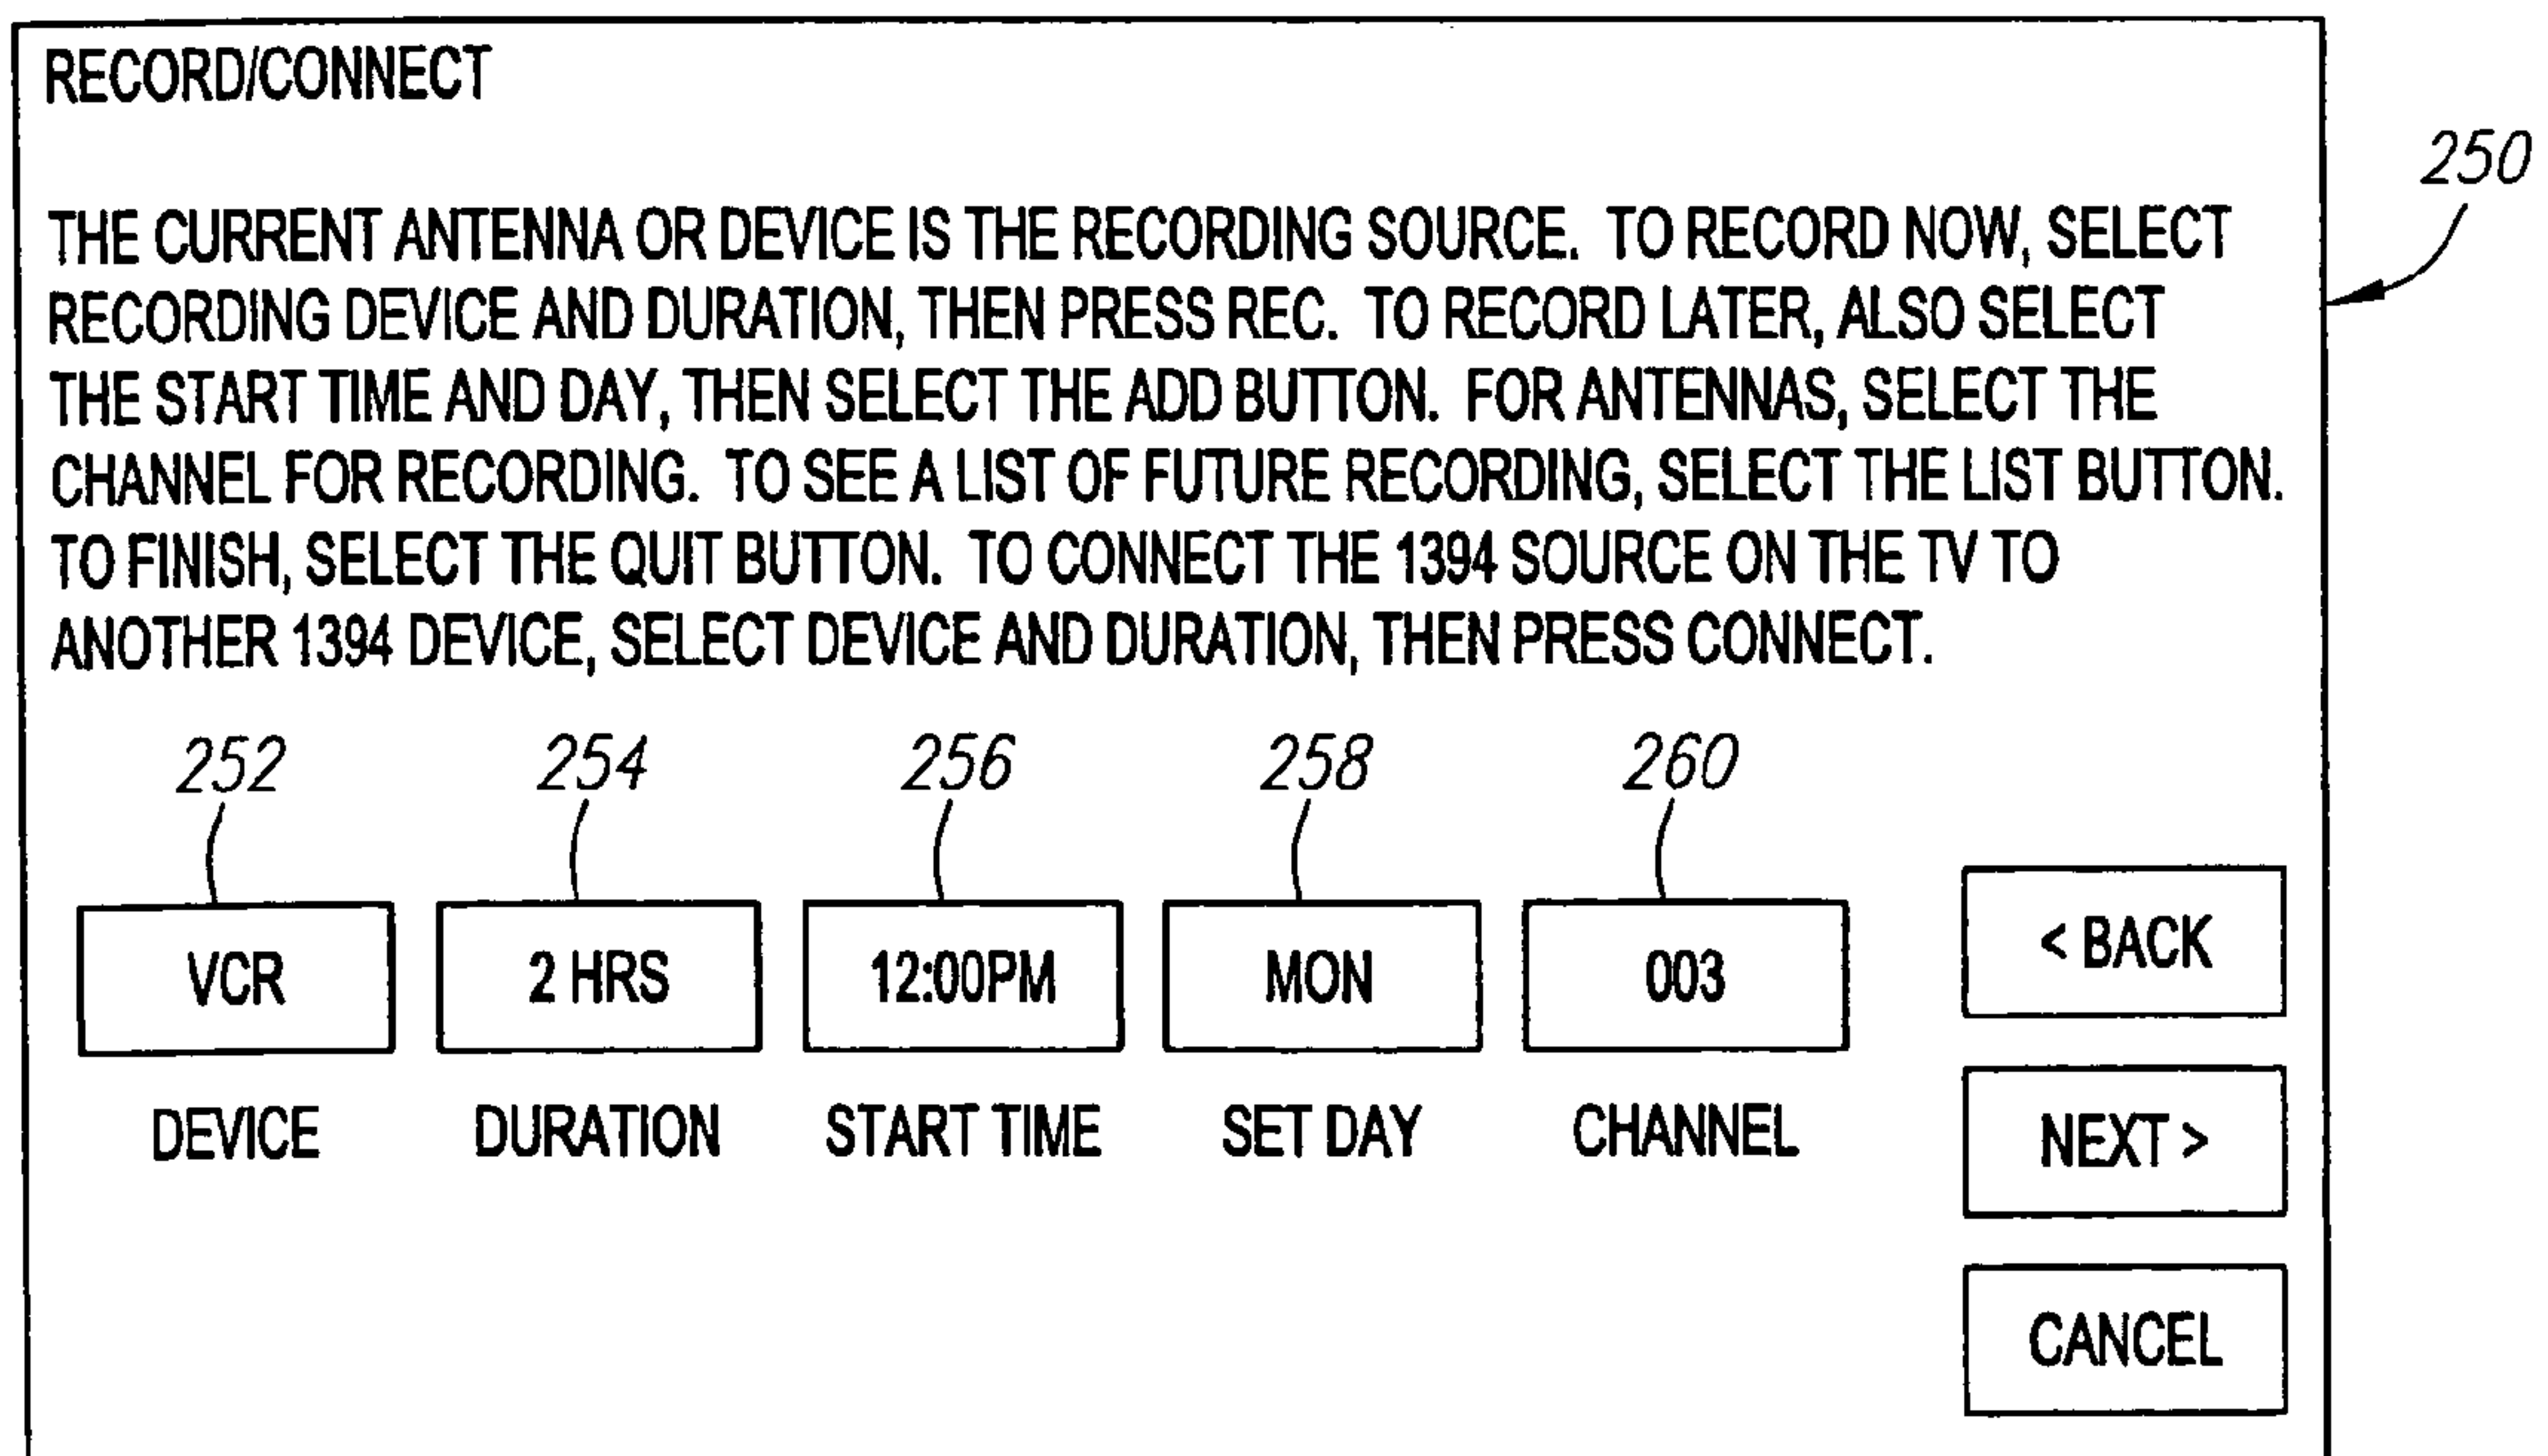 RECORD/CONNECT
250
THE CURRENT ANTENNA OR DEVICE IS THE RECORDING SOURCE. TO RECORD NOW, SELECT
RECORDING DEVICE AND DURATION, THEN PRESS REC. TO RECORD LATER, ALSO SELECT
THE START TIME AND DAY, THEN SELECT THE ADD BUTTON. FOR ANTENNAS, SELECT THE
CHANNEL FOR RECORDING. TO SEE A LIST OF FUTURE RECORDING, SELECT THE LIST BUTTON.
TO FINISH, SELECT THE QUIT BUTTON. TO CONNECT THE 1394 SOURCE ON THE TV TO
ANOTHER 1394 DEVICE, SELECT DEVICE AND DURATION, THEN PRESS CONNECT.
252 254 256 258 260
VCR 2 HRS 12:00PM MON 003 < BACK
DEVICE DURATION START TIME SET DAY CHANNEL NEXT >
CANCEL